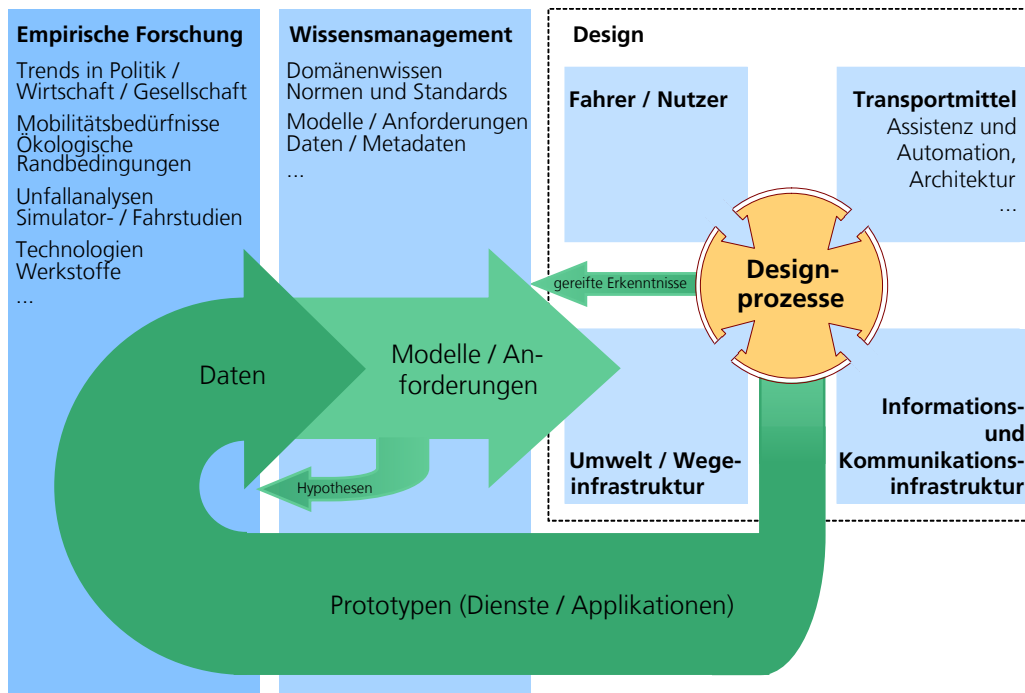 Empirische Forschung
Trends in Politik /
Wirtschaft / Gesellschaft
Mobilitätsbedürfnisse
Ökologische
Randbedingungen
Unfallanalysen
Simulator- / Fahrstudien
Technologien
Werkstoffe
...
Wissensmanagement
Domänenwissen
Normen und Standards
Modelle / Anforderungen
Daten / Metadaten
...
Design
Fahrer / Nutzer
Transportmittel
Assistenz und
Automation,
Architektur
...
Design-
prozesse
gereifte Erkenntnisse
Daten
Modelle / An-
forderungen
Hypothesen
Umwelt / Wege-
infrastruktur
Informations-
und
Kommunikations-
infrastruktur
Prototypen (Dienste / Applikationen)